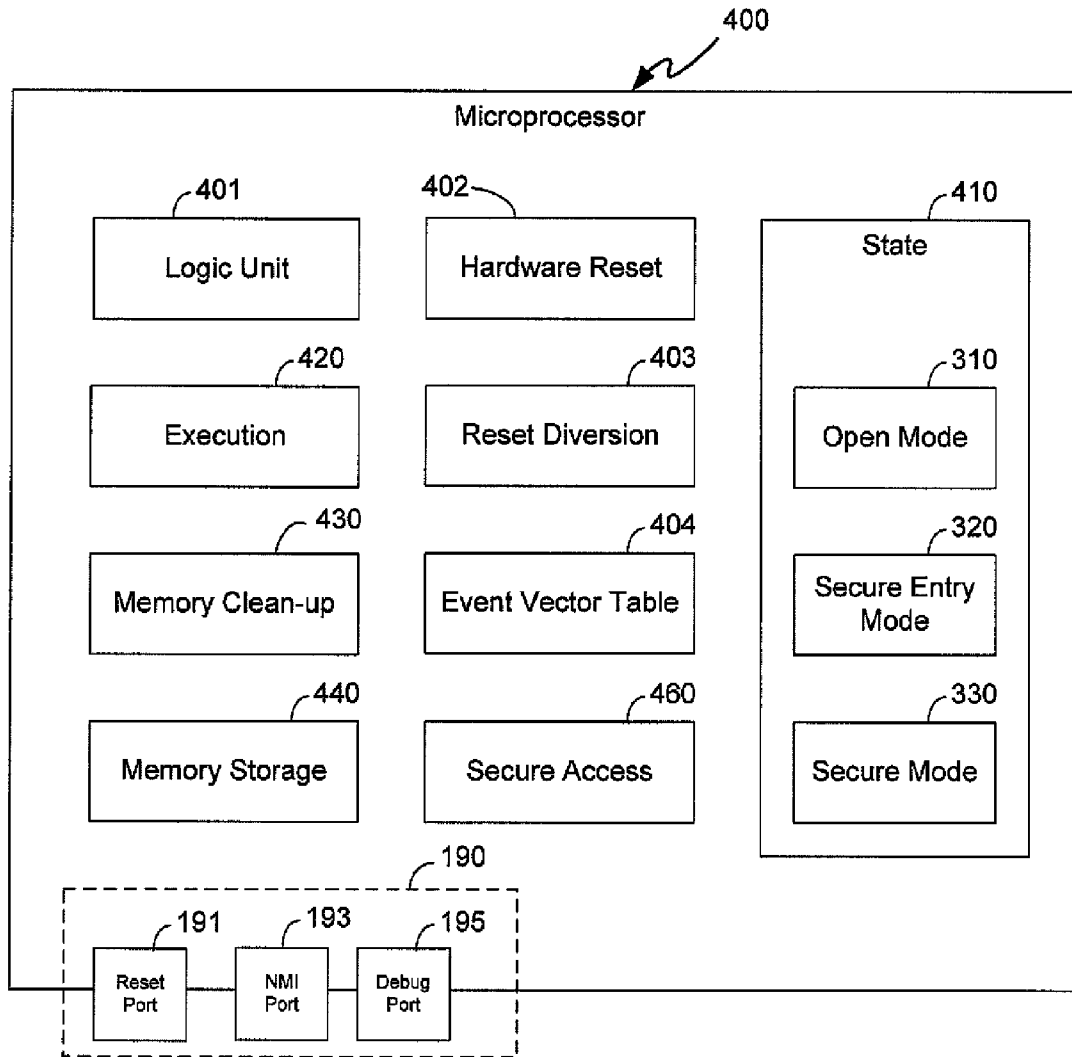 400
Microprocessor
401
Logic Unit
402
Hardware Reset
410
State
420
Execution
403
Reset Diversion
310
Open Mode
430
Memory Clean-up
404
Event Vector Table
320
Secure Entry
Mode
440
Memory Storage
460
Secure Access
330
Secure Mode
190
191
Reset
Port
193
NMI
Port
195
Debug
Port